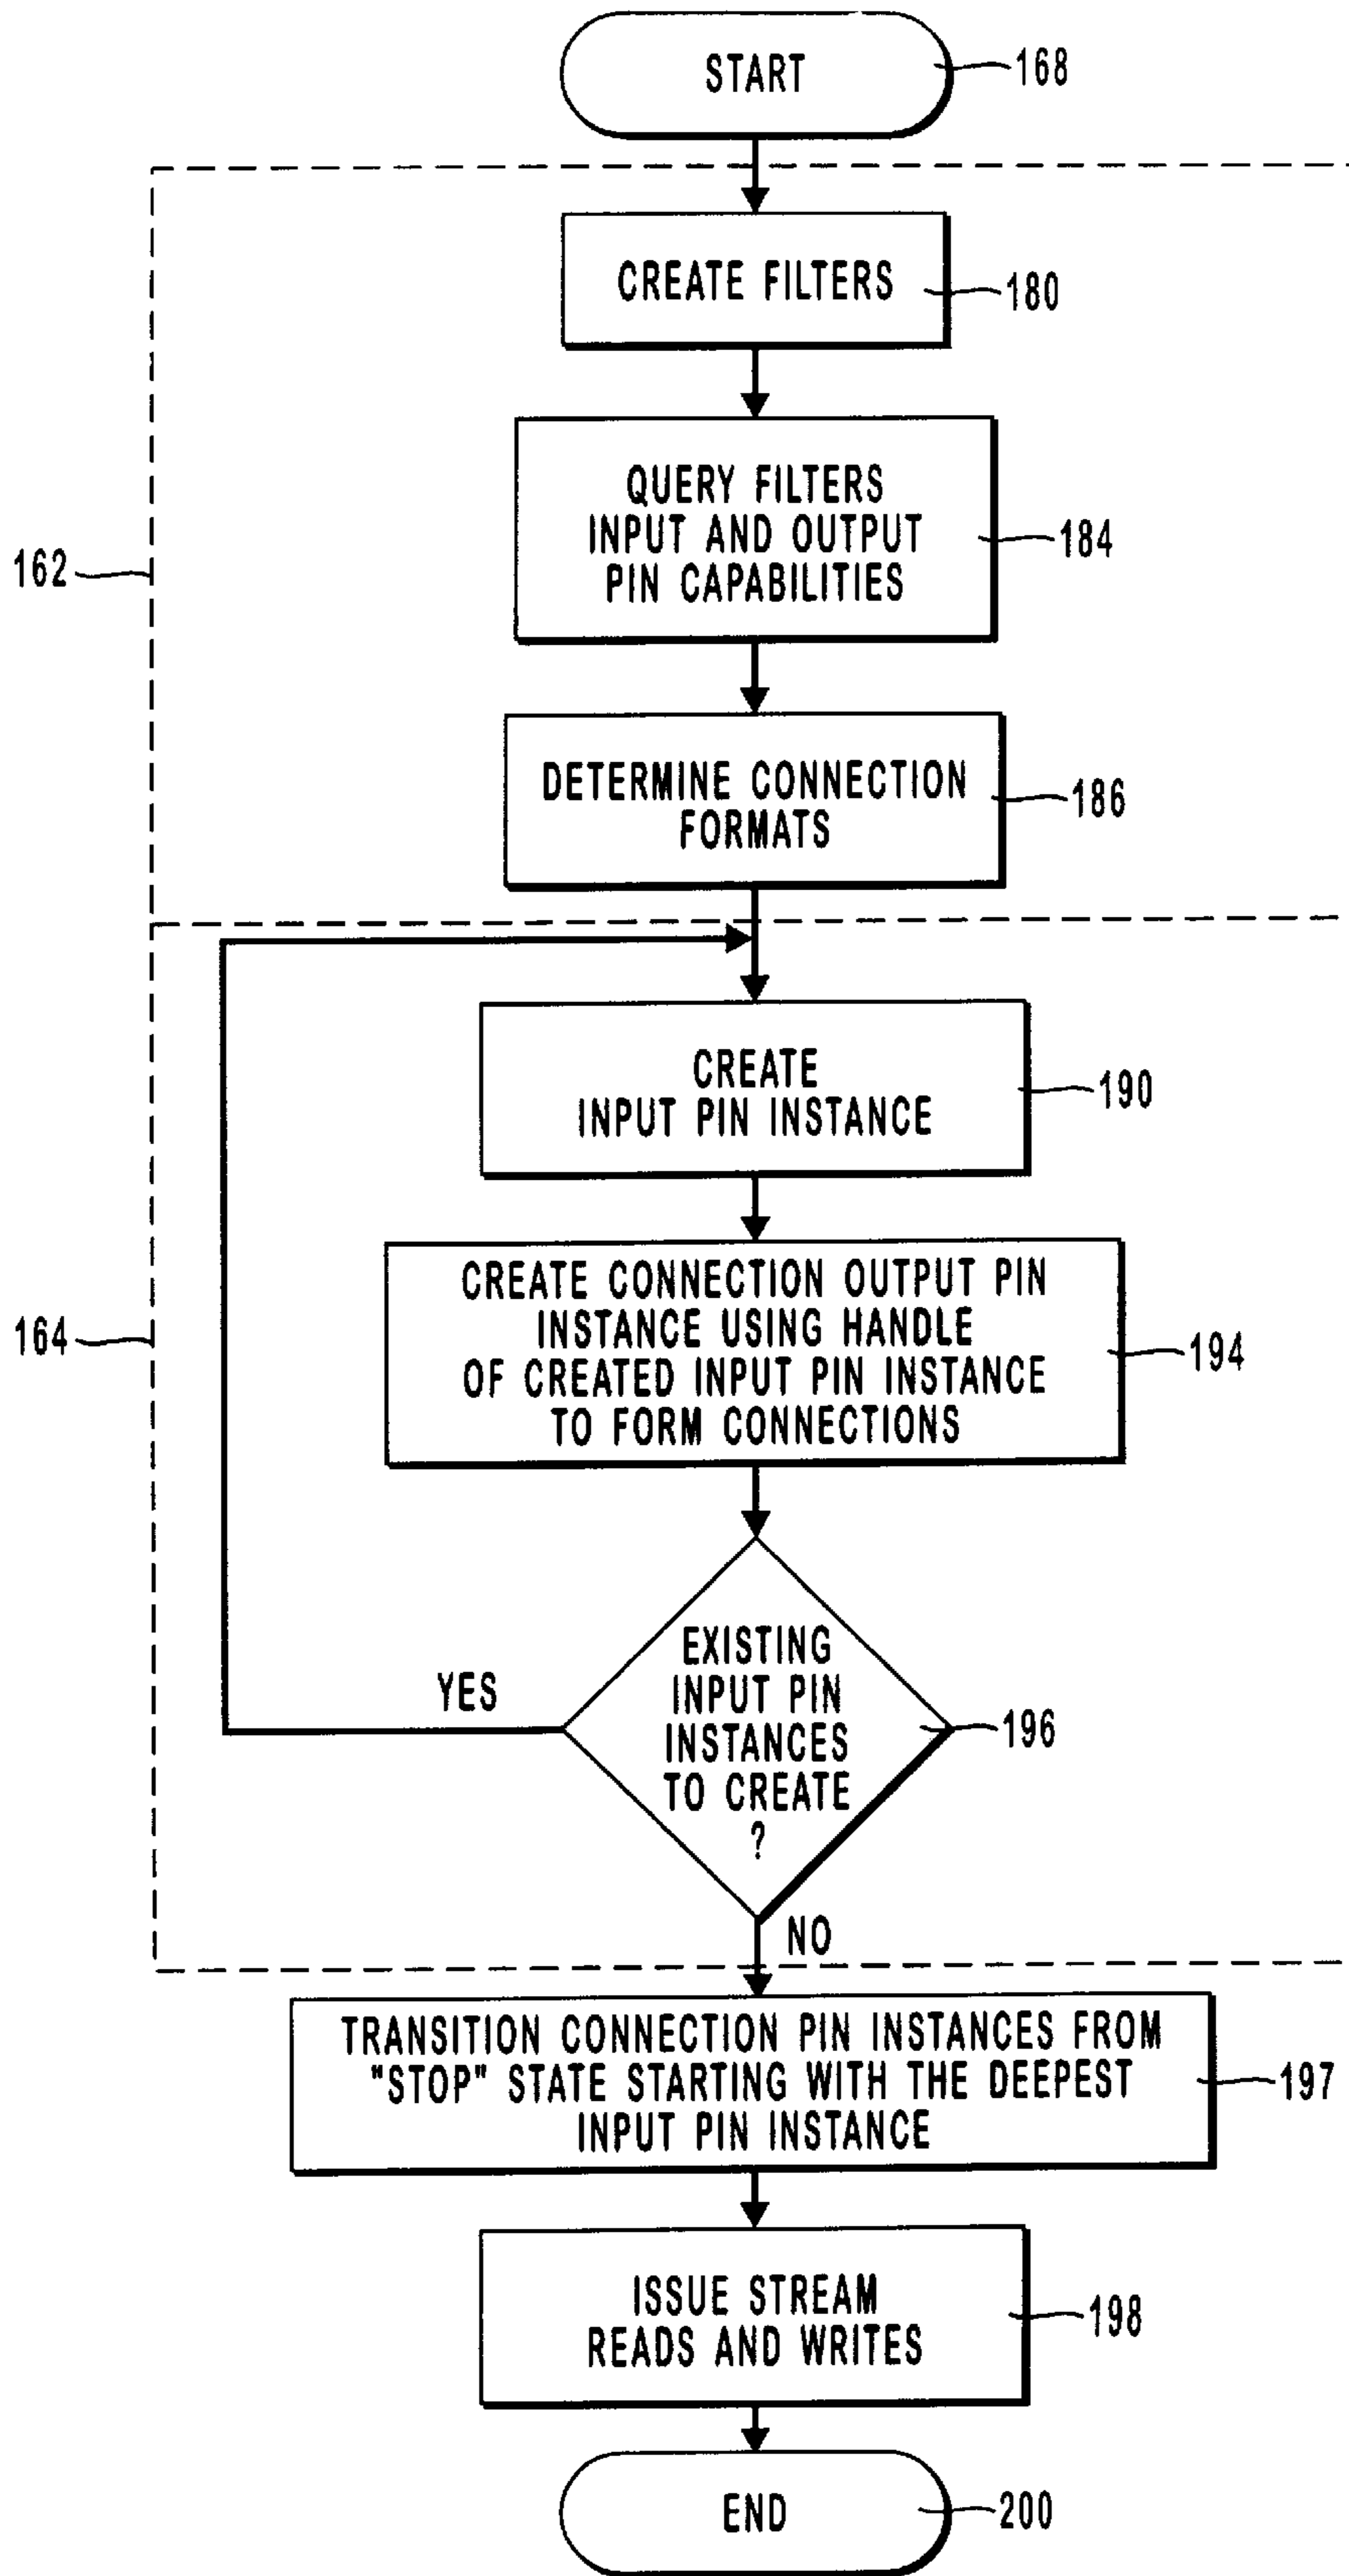 START
168
CREATE FILTERS
180
QUERY FILTERS
INPUT AND OUTPUT
PIN CAPABILITIES
184
162
DETERMINE CONNECTION
FORMATS
186
CREATE
INPUT PIN INSTANCE
190
CREATE CONNECTION OUTPUT PIN
INSTANCE USING HANDLE
OF CREATED INPUT PIN INSTANCE
TO FORM CONNECTIONS
194
164
EXISTING
INPUT PIN
INSTANCES
TO CREATE
?
196
YES
NO
TRANSITION CONNECTION PIN INSTANCES FROM
"STOP" STATE STARTING WITH THE DEEPEST
INPUT PIN INSTANCE
197
ISSUE STREAM
READS AND WRITES
198
END
200